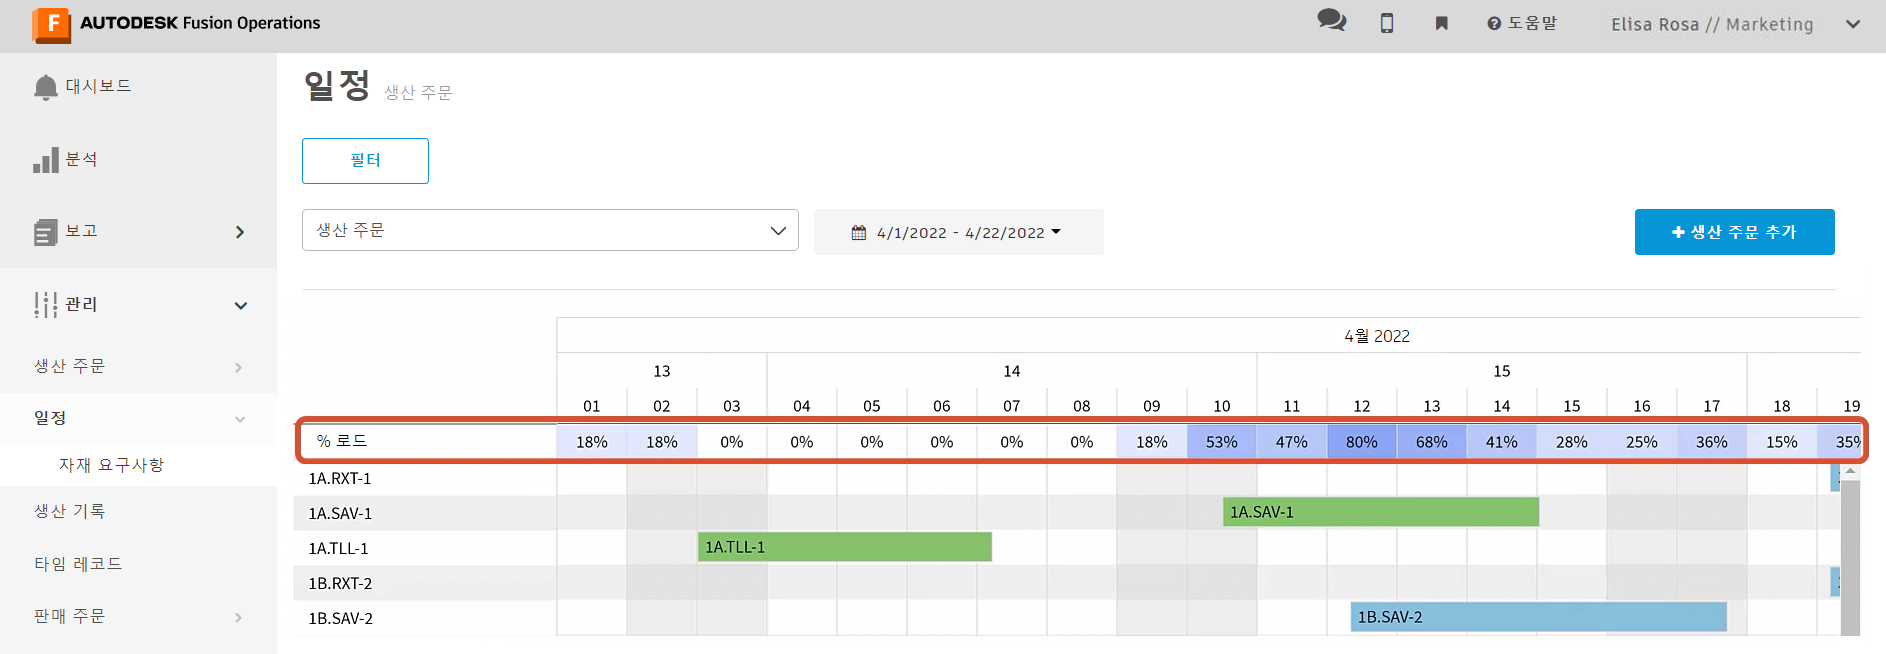 F AUTODESK Fusion Operations
도움말
Elisa Rosa // Marketing
대시보드
분석
보고
관리
생산 주문
일정
자재 요구사항
생산 기록
타임 레코드
판매 주문
일정 생산 주문
필터
생산 주문
4/1/2022 - 4/22/2022
+ 생산 주문 추가
4월 2022
13 14 15
01 02 03 04 05 06 07 08 09 10 11 12 13 14 15 16 17 18 19
% 로드 18% 18% 0% 0% 0% 0% 0% 0% 18% 53% 47% 80% 68% 41% 28% 25% 36% 15% 35%
1A.RXT-1
1A.SAV-1 1A.SAV-1
1A.TLL-1 1A.TLL-1
1B.RXT-2
1B.SAV-2 1B.SAV-2